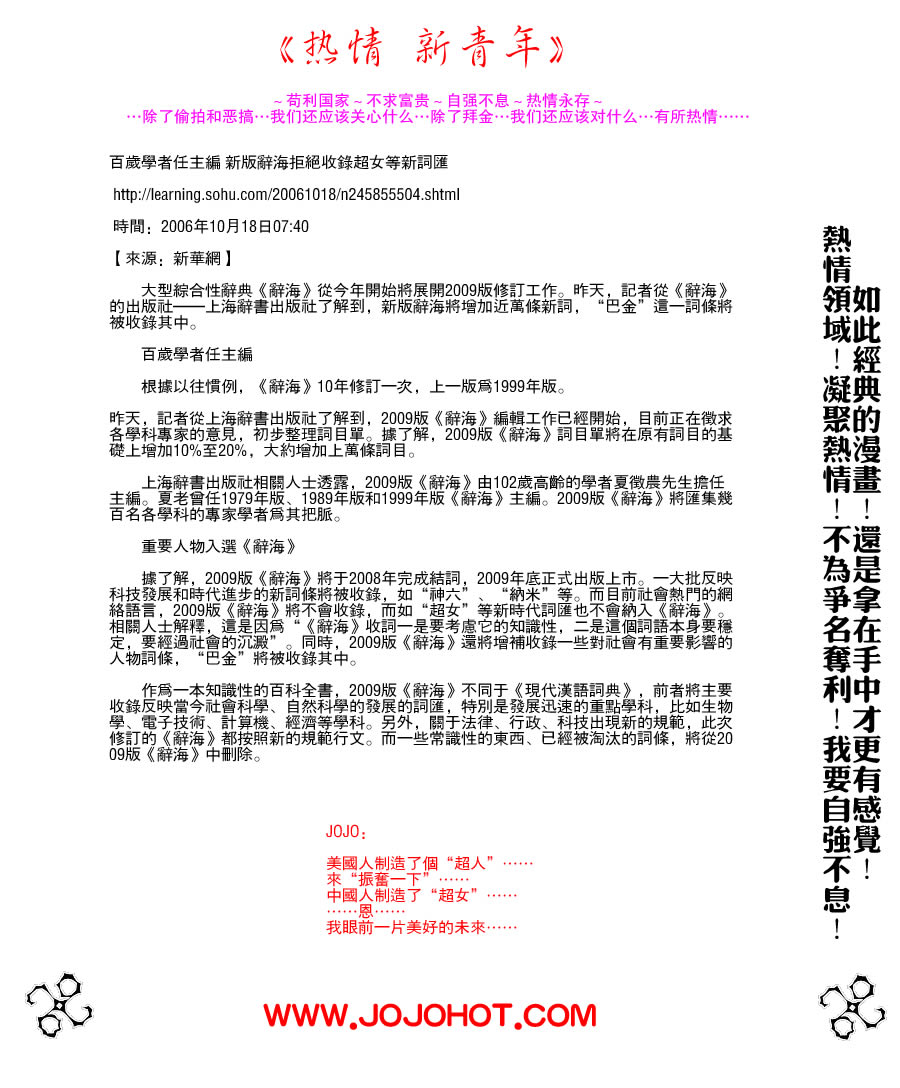 《热情 新青年》
～苟利国家～不求富贵～自强不息～热情永存～
…除了偷拍和恶搞…我们还应该关心什么…除了拜金…我们还应该对什么…有所热情……
百歲學者任主編 新版辭海拒絕收錄超女等新詞匯
http://learning.sohu.com/20061018/n245855504.shtml
時間：2006年10月18日07:40
【來源：新華網】
大型綜合性辭典《辭海》從今年開始將展開2009版修訂工作。昨天，記者從《辭海》
的出版社——上海辭書出版社了解到，新版辭海將增加近萬條新詞，“巴金”這一詞條將
被收錄其中。
百歲學者任主編
根據以往慣例，《辭海》10年修訂一次，上一版爲1999年版。
昨天，記者從上海辭書出版社了解到，2009版《辭海》編輯工作已經開始，目前正在徵求
各學科專家的意見，初步整理詞目單。據了解，2009版《辭海》詞目單將在原有詞目的基
礎上增加10%至20%，大約增加上萬條詞目。
上海辭書出版社相關人士透露，2009版《辭海》由102歲高齡的學者夏徵農先生擔任
主編。夏老曾任1979年版、1989年版和1999年版《辭海》主編。2009版《辭海》將匯集幾
百名各學科的專家學者爲其把脈。
重要人物入選《辭海》
據了解，2009版《辭海》將于2008年完成結詞，2009年底正式出版上市。一大批反映
科技發展和時代進步的新詞條將被收錄，如“神六”、“納米”等。而目前社會熱門的網
絡語言，2009版《辭海》將不會收錄，而如“超女”等新時代詞匯也不會納入《辭海》。
相關人士解釋，這是因爲“《辭海》收詞一是要考慮它的知識性，二是這個詞語本身要穩
定，要經過社會的沉澱”。同時，2009版《辭海》還將增補收錄一些對社會有重要影響的
人物詞條，“巴金”將被收錄其中。
作爲一本知識性的百科全書，2009版《辭海》不同于《現代漢語詞典》，前者將主要
收錄反映當今社會科學、自然科學的發展的詞匯，特別是發展迅速的重點學科，比如生物
學、電子技術、計算機、經濟等學科。另外，關于法律、行政、科技出現新的規範，此次
修訂的《辭海》都按照新的規範行文。而一些常識性的東西、已經被淘汰的詞條，將從20
09版《辭海》中刪除。
JOJO：
美國人制造了個“超人”……
來“振奮一下”……
中國人制造了“超女”……
……恩……
我眼前一片美好的未來……
如此經典的漫畫！還是拿在手中才更有感覺！
熱情領域！凝聚熱情！不為爭名奪利！我要自強不息！
WWW.JOJOHOT.COM